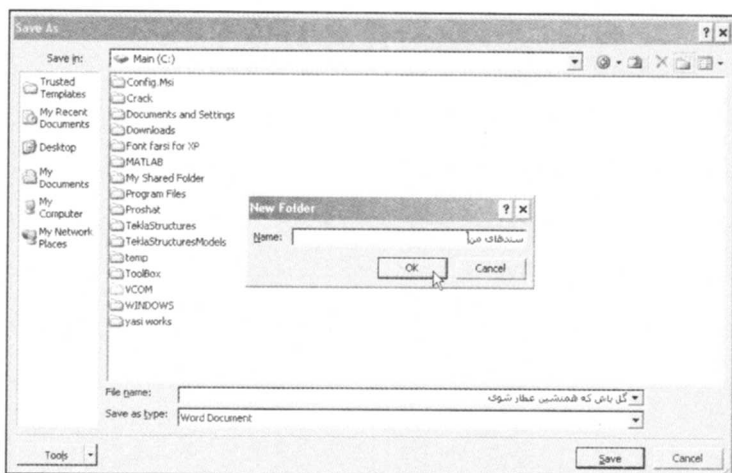 Save As
Save in:
Main (C:)
Trusted
Templates
My Recent
Documents
Desktop
My
Documents
My
Computer
My Network
Places
Config.Msi
Crack
Documents and Settings
Downloads
Font farsi for XP
MATLAB
My Shared Folder
Program Files
Proshat
TeklaStructures
TeklaStructuresModels
temp
ToolBox
VCOM
WINDOWS
yasi works
New Folder
Name:
سندهای من
OK
Cancel
File name:
گل باش که همنشین عطار شوی
Save as type:
Word Document
Tools
Save
Cancel